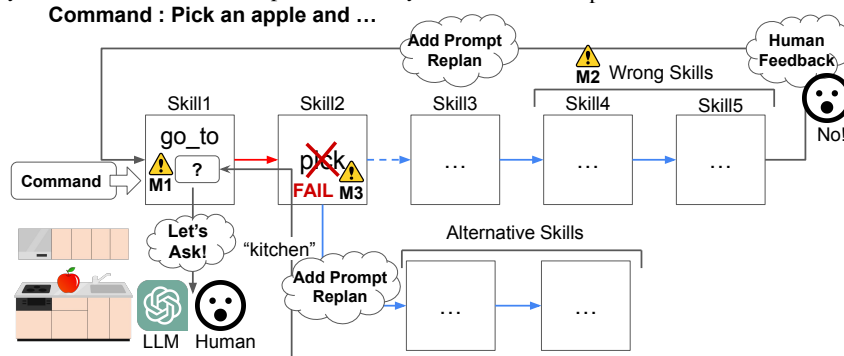 Command : Pick an apple and ...
Add Prompt
Replan
Human
Feedback
M2
Wrong Skills
Skill1
Skill2
Skill3
Skill4
Skill5
go_to
?
M1
pick
FAIL
M3
...
...
...
No!
Command
Let's
Ask!
"kitchen"
Alternative Skills
Add Prompt
Replan
...
...
LLM
Human